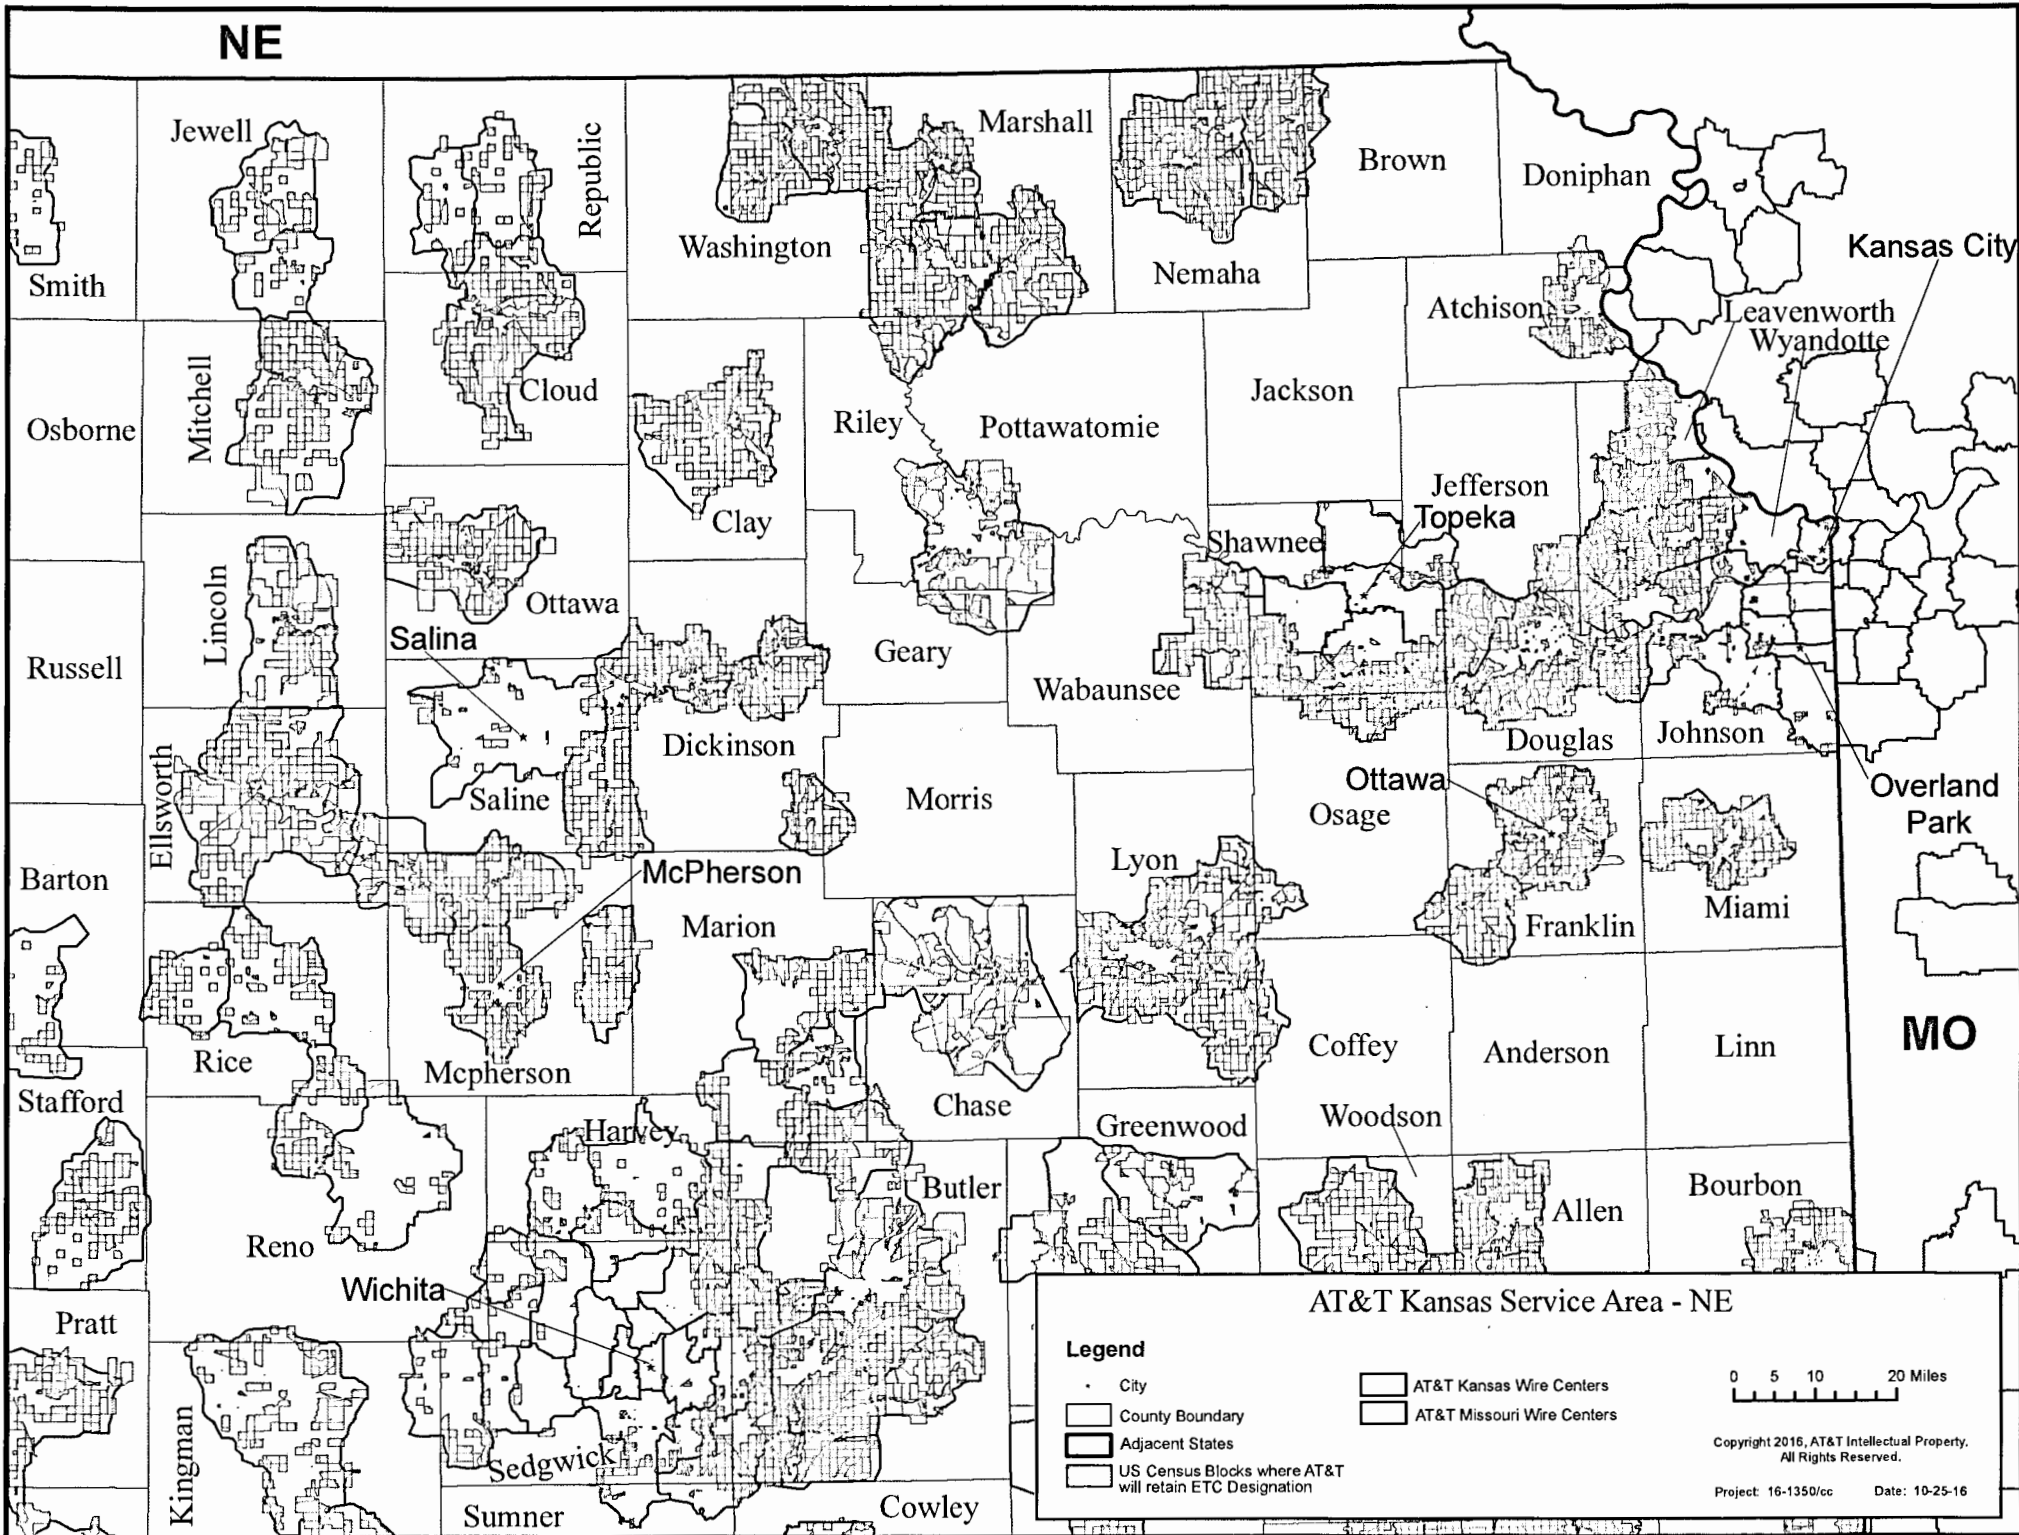 NE
Jewell
Republic
Marshall
Brown
Doniphan
Washington
Nemaha
Kansas City
Smith
Atchison
Leavenworth
Wyandotte
Mitchell
Cloud
Jackson
Osborne
Riley
Pottawatomie
Jefferson
Topeka
Clay
Shawnee
Lincoln
Ottawa
Salina
Russell
Geary
Wabaunsee
Dickinson
Douglas
Johnson
Ellsworth
Saline
Morris
Ottawa
Osage
Overland
Park
Barton
McPherson
Lyon
Marion
Franklin
Miami
Rice
Mcpherson
Coffey
Anderson
Linn
MO
Stafford
Chase
Harvey
Greenwood
Woodson
Butler
Allen
Bourbon
Reno
Wichita
Pratt
Kingman
Sedgwick
Sumner
Cowley
AT&T Kansas Service Area - NE
Legend
City
County Boundary
Adjacent States
US Census Blocks where AT&T
will retain ETC Designation
AT&T Kansas Wire Centers
AT&T Missouri Wire Centers
0 5 10 20 Miles
Copyright 2016, AT&T Intellectual Property.
All Rights Reserved.
Project: 16-1350/cc Date: 10-25-16